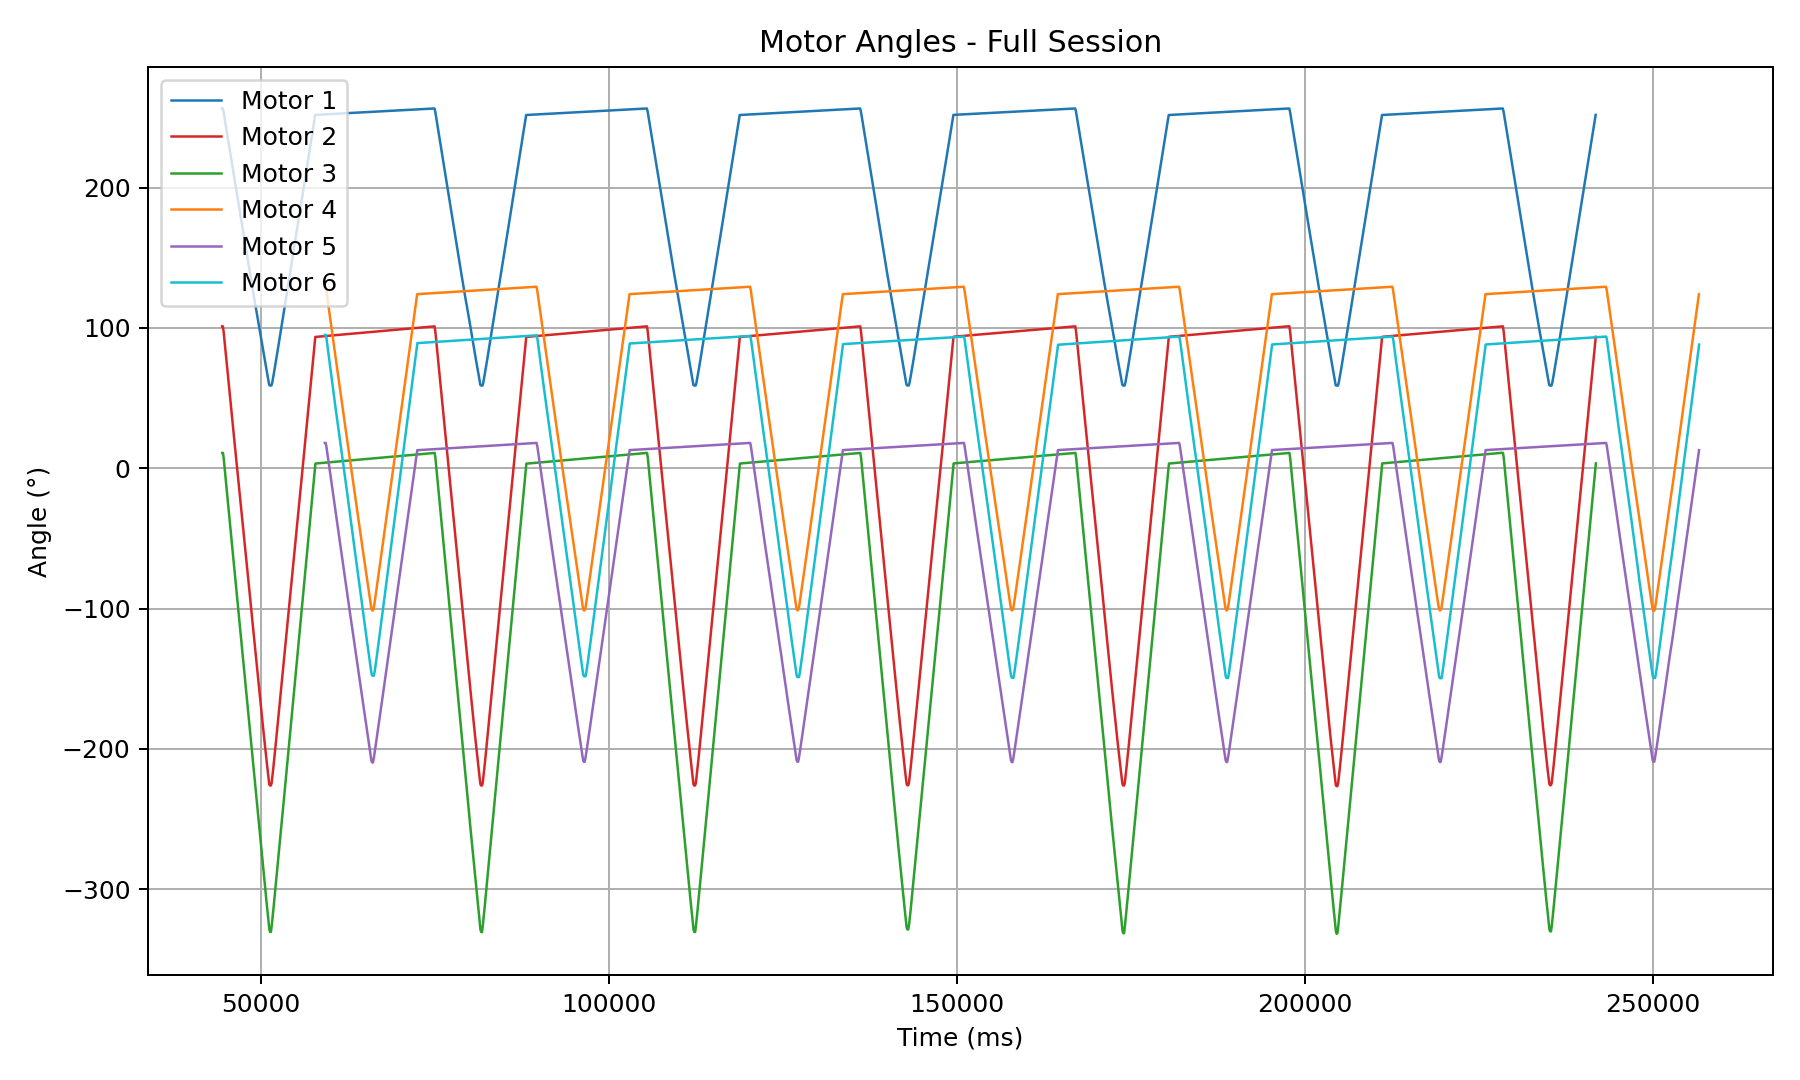 Motor Angles - Full Session
Motor 1
Motor 2
Motor 3
Motor 4
Motor 5
Motor 6
200
100
0
−100
−200
−300
Angle (°)
50000 100000 150000 200000 250000
Time (ms)